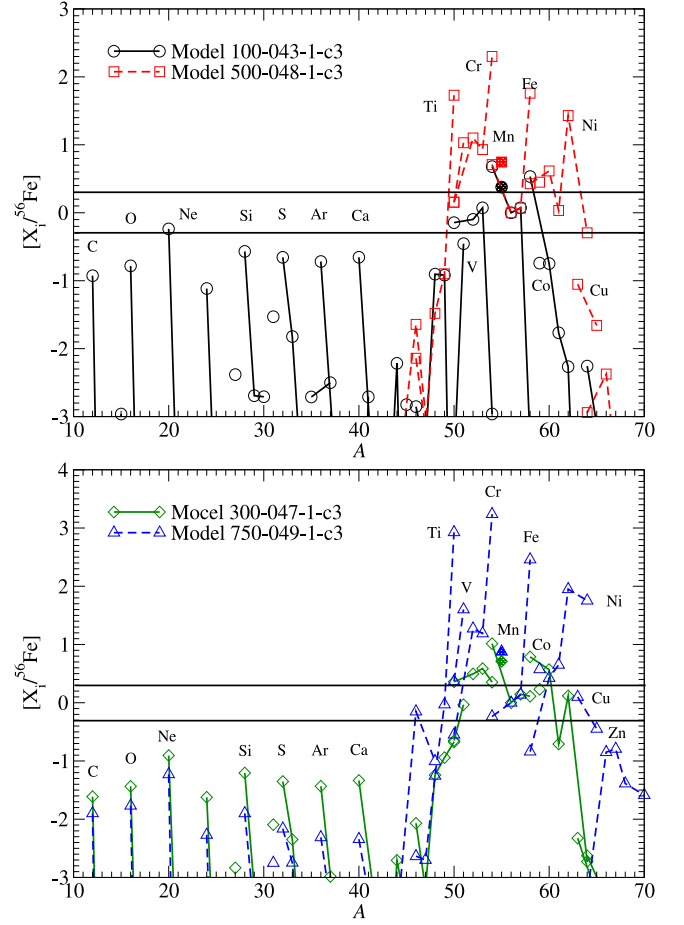 3
2
1
0
-1
-2
-3
[X_i/^56Fe]
Model 100-043-1-c3
Model 500-048-1-c3
C
O
Ne
Si
S
Ar
Ca
Ti
Cr
Mn
V
Fe
Co
Ni
Cu
10 20 30 40 50 60 70
A
4
3
2
1
0
-1
-2
-3
[X_i/^56Fe]
Mocel 300-047-1-c3
Model 750-049-1-c3
C
O
Ne
Si
S
Ar
Ca
Ti
V
Cr
Mn
Fe
Co
Ni
Cu
Zn
10 20 30 40 50 60 70
A